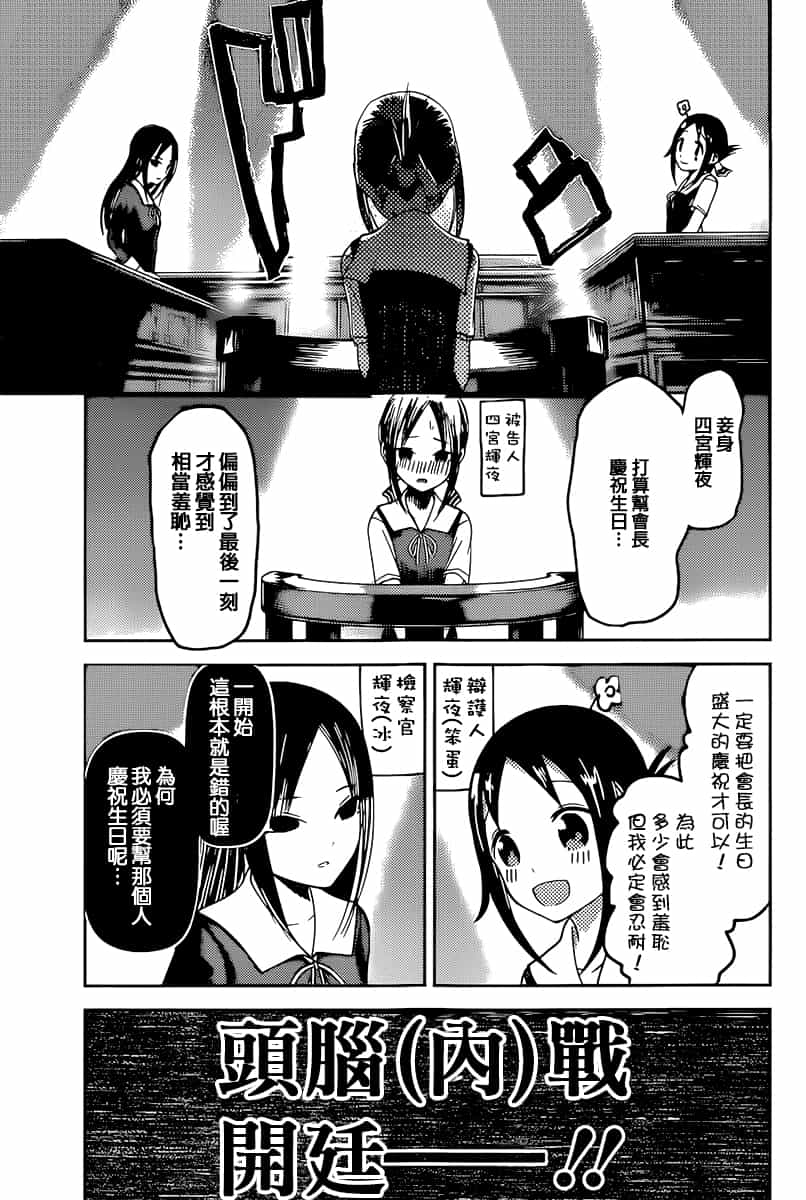 妾身
四宮輝夜
打算幫會長
慶祝生日…
被告人
四宮輝夜
偏偏到了最後一刻
才感覺到
相當羞恥…
一定要把會長的生日
盛大的慶祝才可以！
為此
多少會感到羞恥
但我必定會忍耐！
辯護人
輝夜(笨蛋)
檢察官
輝夜(冰)
一開始
這根本就是錯的喔
為何
我必須要幫那個人
慶祝生日呢…
頭腦(內)戰
開廷——!!